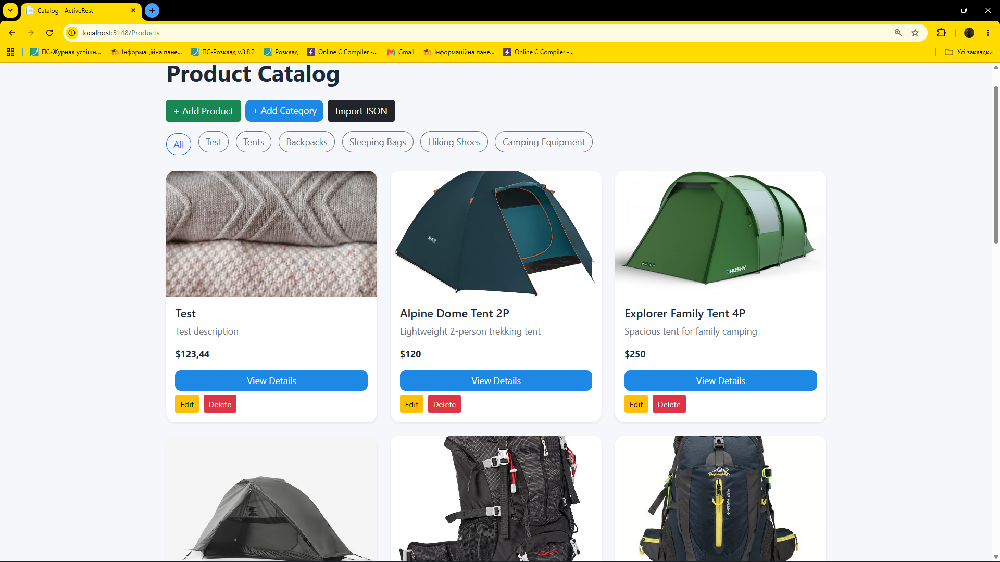 Catalog - ActiveRest
localhost:5148/Products
ПС-Журнал успішн... Інформаційна пане... ПС-Розклад v.3.8.2 Розклад Online C Compiler -... Gmail Інформаційна пане... Online C Compiler -... Усі закладки
Product Catalog
+ Add Product + Add Category Import JSON
All Test Tents Backpacks Sleeping Bags Hiking Shoes Camping Equipment
HUSKY
Test
Test description
$123,44
View Details
Edit Delete
Alpine Dome Tent 2P
Lightweight 2-person trekking tent
$120
View Details
Edit Delete
Explorer Family Tent 4P
Spacious tent for family camping
$250
View Details
Edit Delete
KEEP WALKING